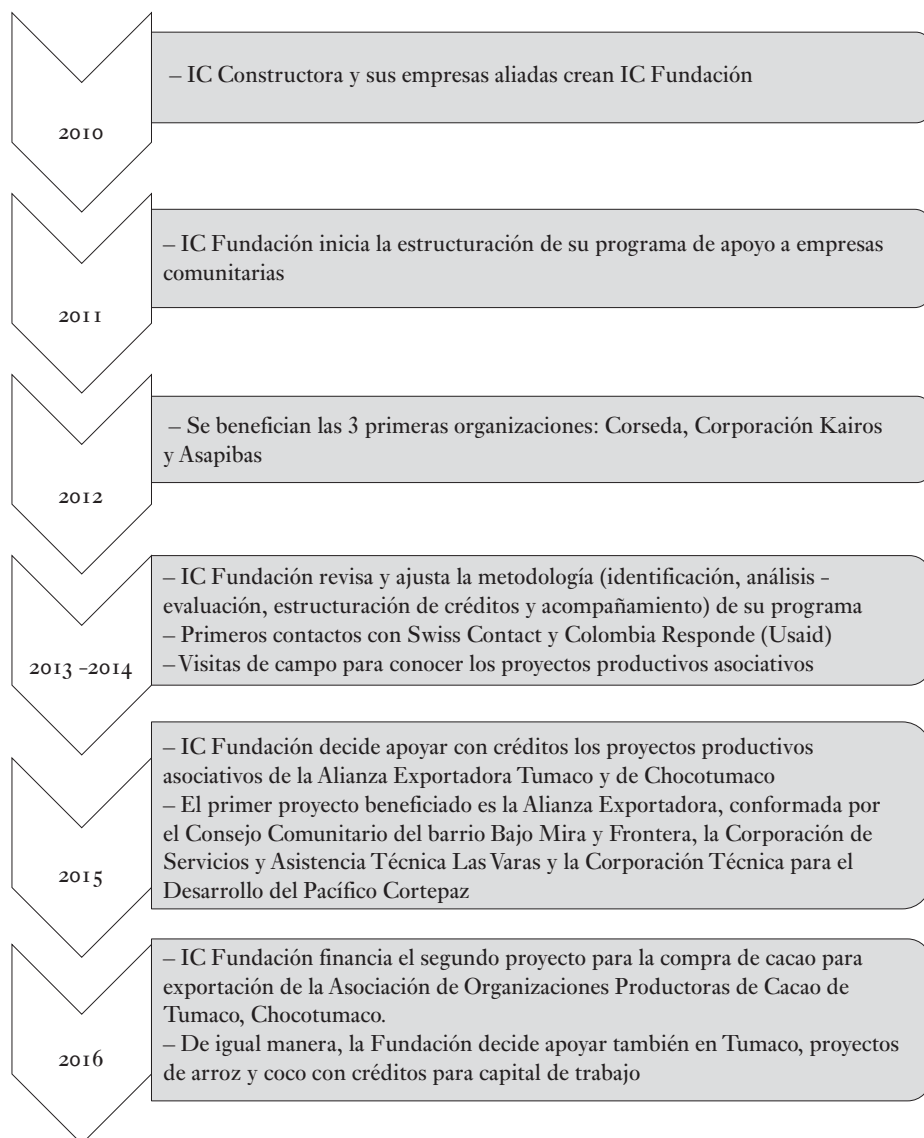 – IC Constructora y sus empresas aliadas crean IC Fundación
2010
– IC Fundación inicia la estructuración de su programa de apoyo a empresas
comunitarias
2011
– Se benefician las 3 primeras organizaciones: Corseda, Corporación Kairos
y Asapibas
2012
– IC Fundación revisa y ajusta la metodología (identificación, análisis -
evaluación, estructuración de créditos y acompañamiento) de su programa
– Primeros contactos con Swiss Contact y Colombia Responde (Usaid)
– Visitas de campo para conocer los proyectos productivos asociativos
2013 -2014
– IC Fundación decide apoyar con créditos los proyectos productivos
asociativos de la Alianza Exportadora Tumaco y de Chocotumaco
– El primer proyecto beneficiado es la Alianza Exportadora, conformada por
el Consejo Comunitario del barrio Bajo Mira y Frontera, la Corporación de
Servicios y Asistencia Técnica Las Varas y la Corporación Técnica para el
Desarrollo del Pacífico Cortepaz
2015
– IC Fundación financia el segundo proyecto para la compra de cacao para
exportación de la Asociación de Organizaciones Productoras de Cacao de
Tumaco, Chocotumaco.
– De igual manera, la Fundación decide apoyar también en Tumaco, proyectos
de arroz y coco con créditos para capital de trabajo
2016